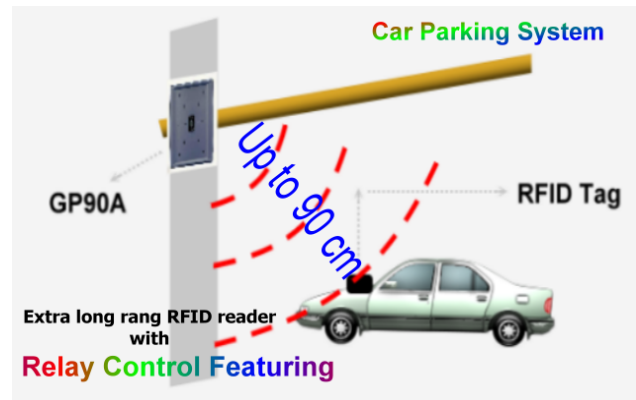 Car Parking System
Up to 90 cm
GP90A
RFID Tag
Extra long rang RFID reader
with
Relay Control Featuring